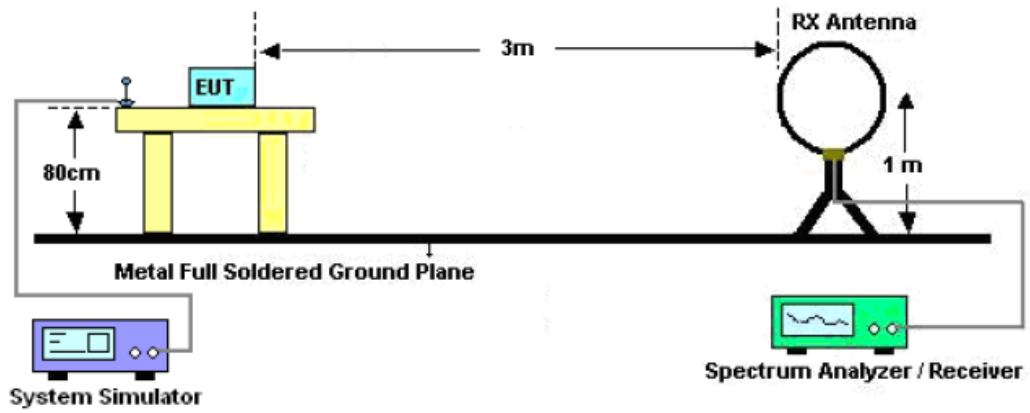 RX Antenna
3m
EUT
80cm
1 m
Metal Full Soldered Ground Plane
System Simulator
Spectrum Analyzer / Receiver